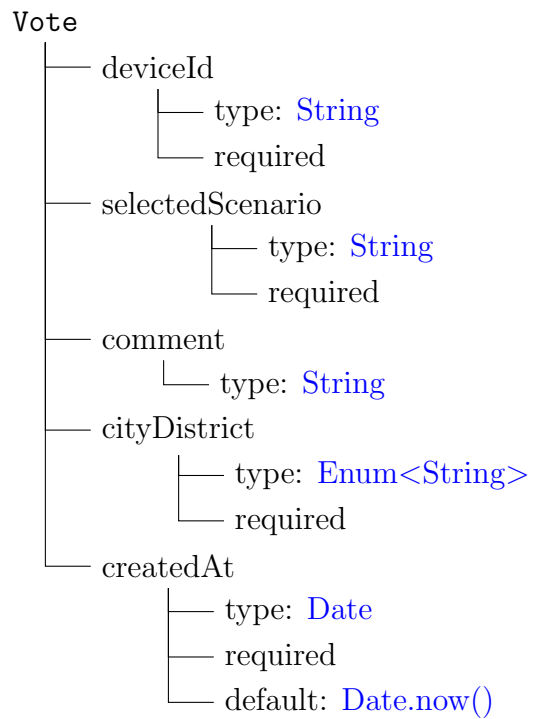 Vote
deviceId
type: String
required
selectedScenario
type: String
required
comment
type: String
cityDistrict
type: Enum<String>
required
createdAt
type: Date
required
default: Date.now()